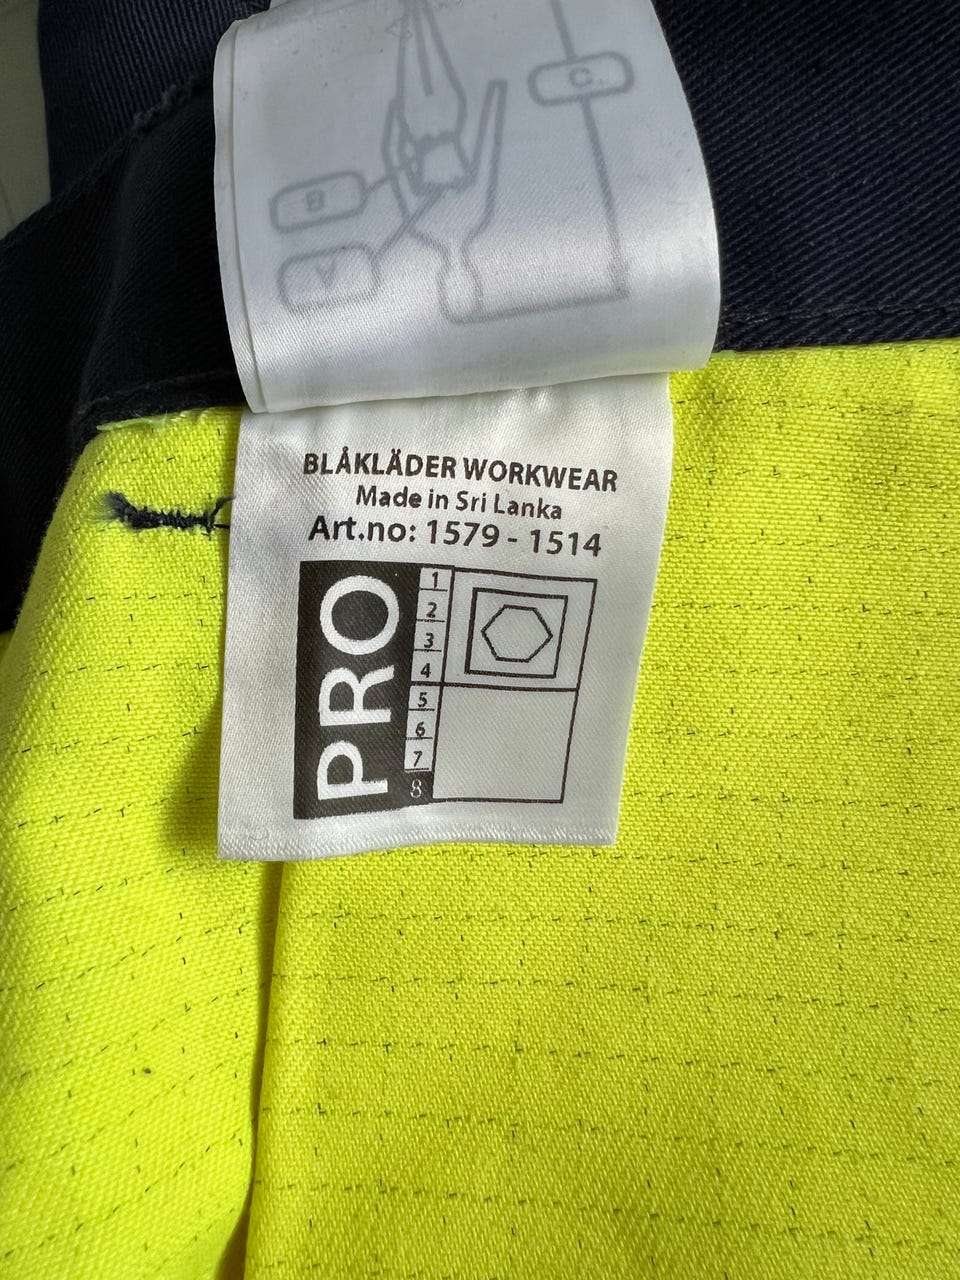 C.
B
Y
BLÅKLÄDER WORKWEAR
Made in Sri Lanka
Art.no: 1579 - 1514
PRO
1
2
3
4
5
6
7
8